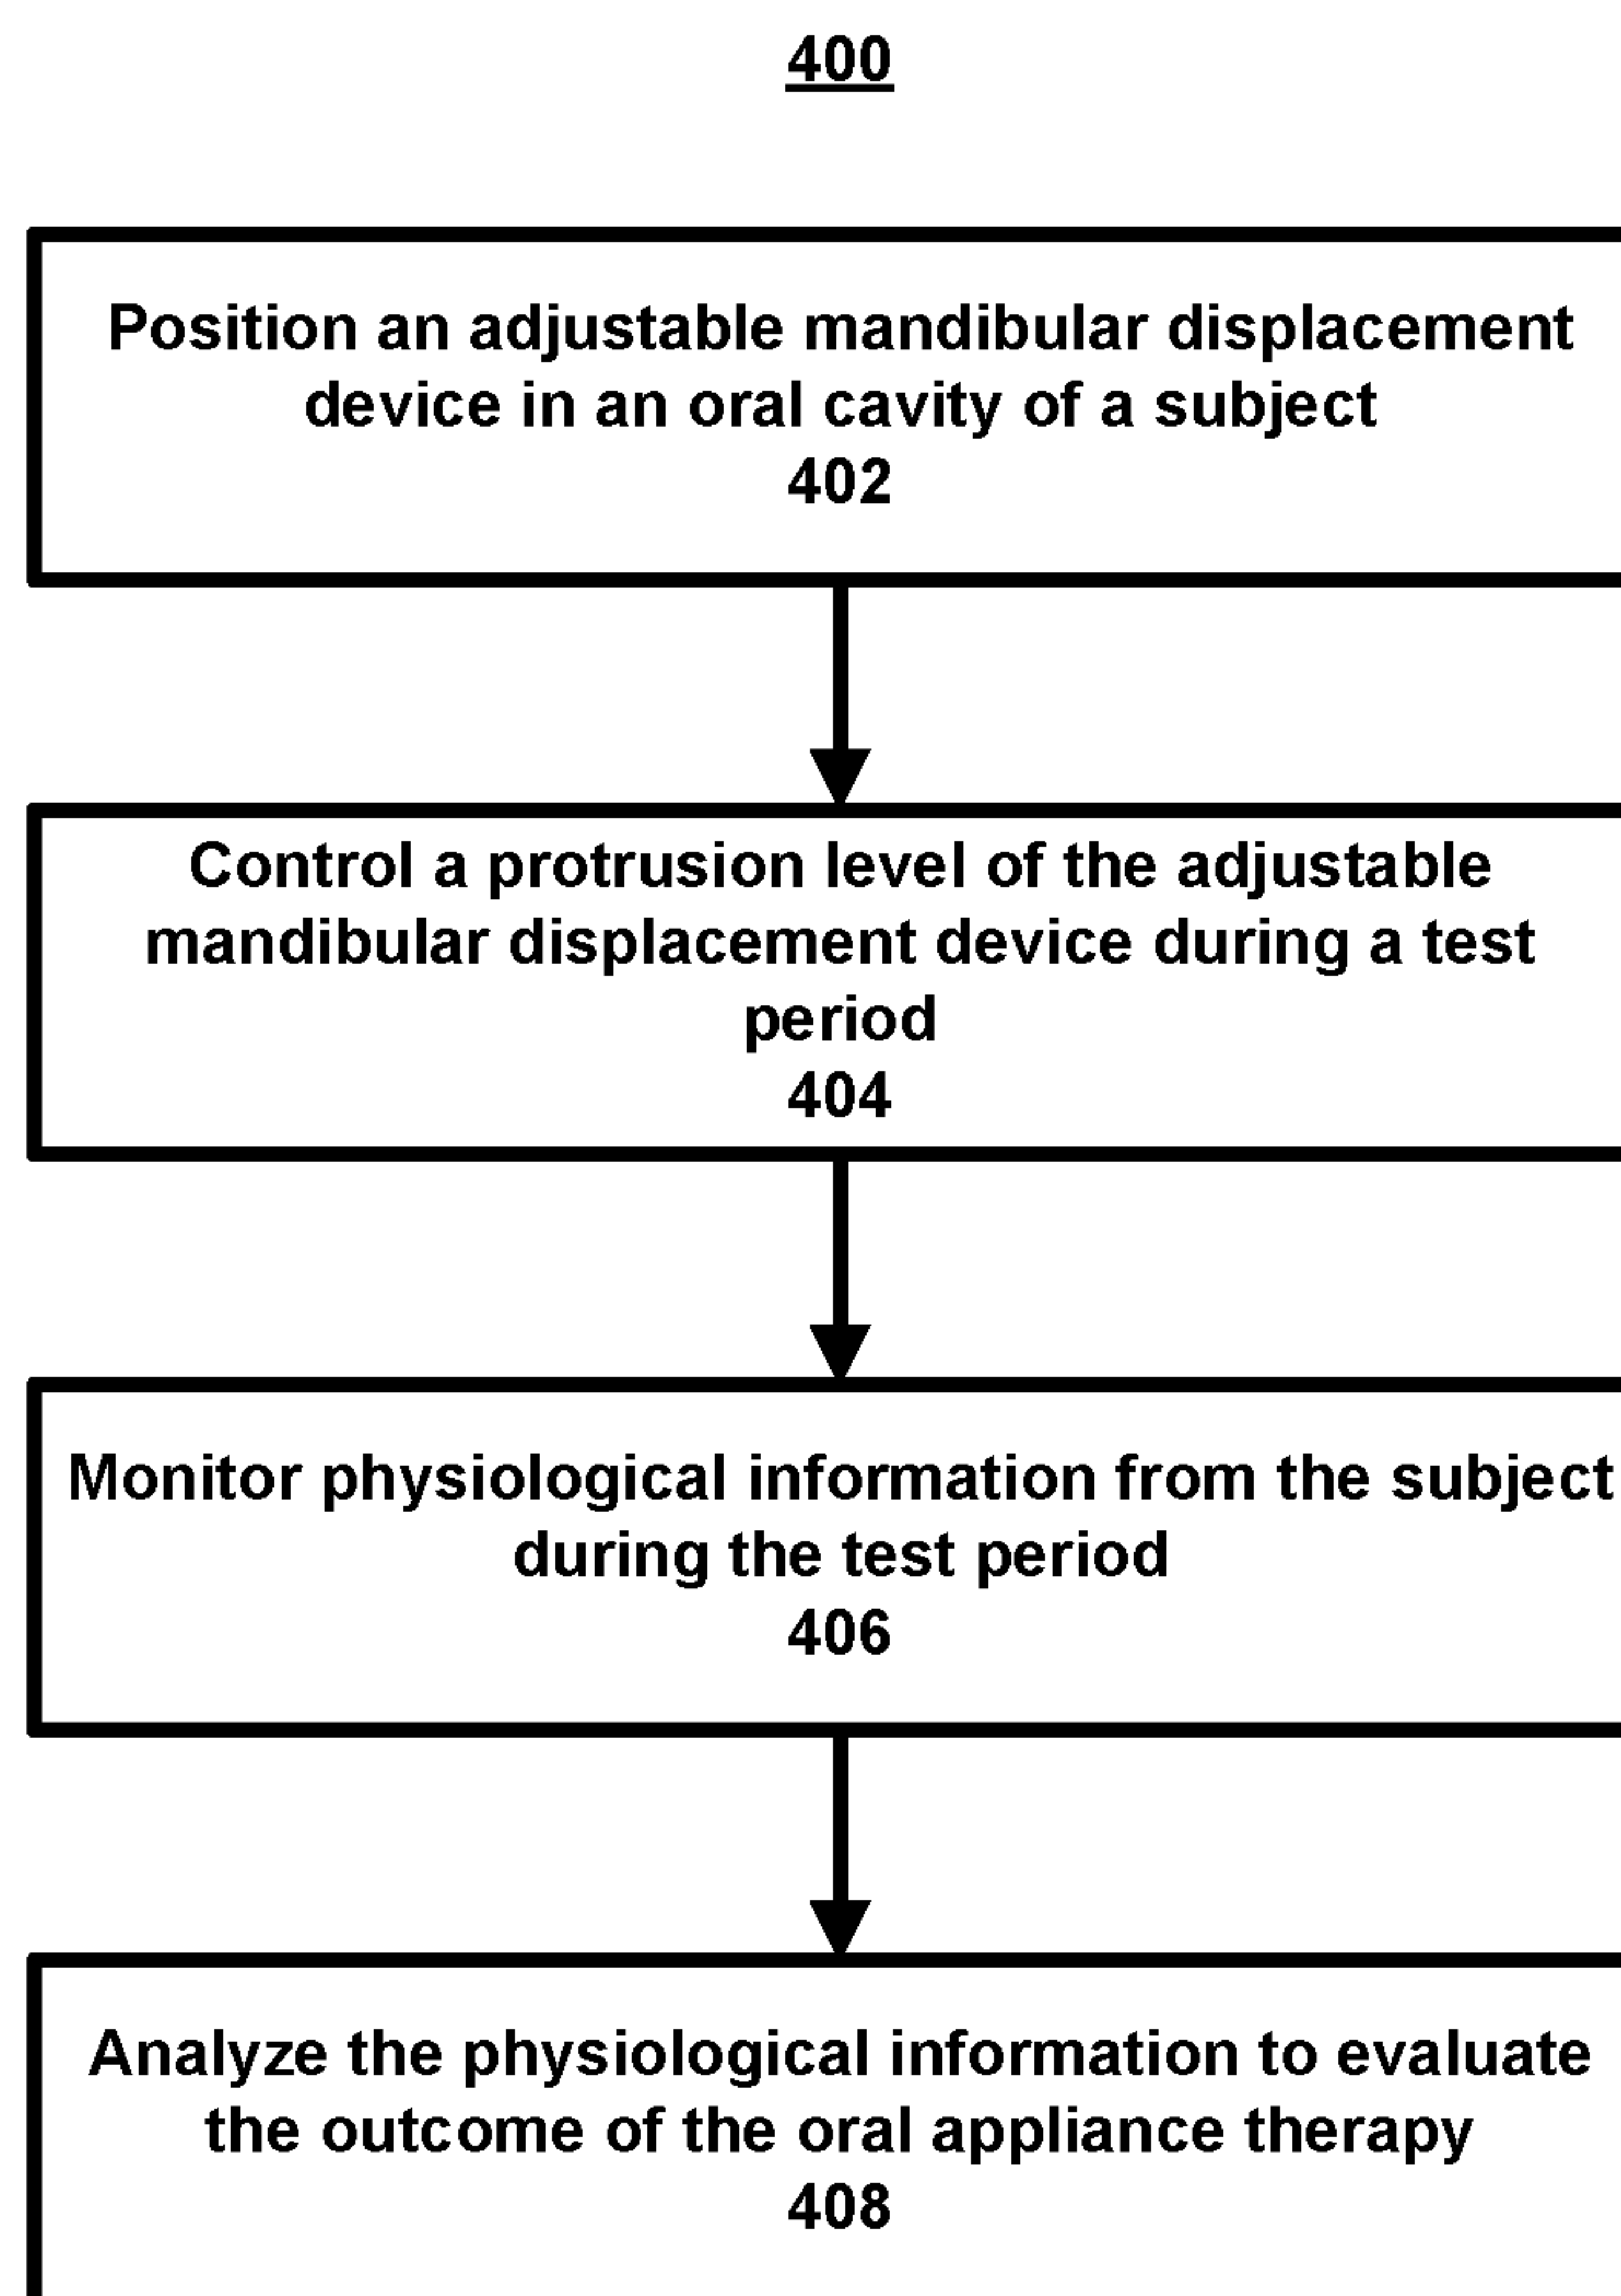 400
Position an adjustable mandibular displacement
device in an oral cavity of a subject
402
Control a protrusion level of the adjustable
mandibular displacement device during a test
period
404
Monitor physiological information from the subject
during the test period
406
Analyze the physiological information to evaluate
the outcome of the oral appliance therapy
408